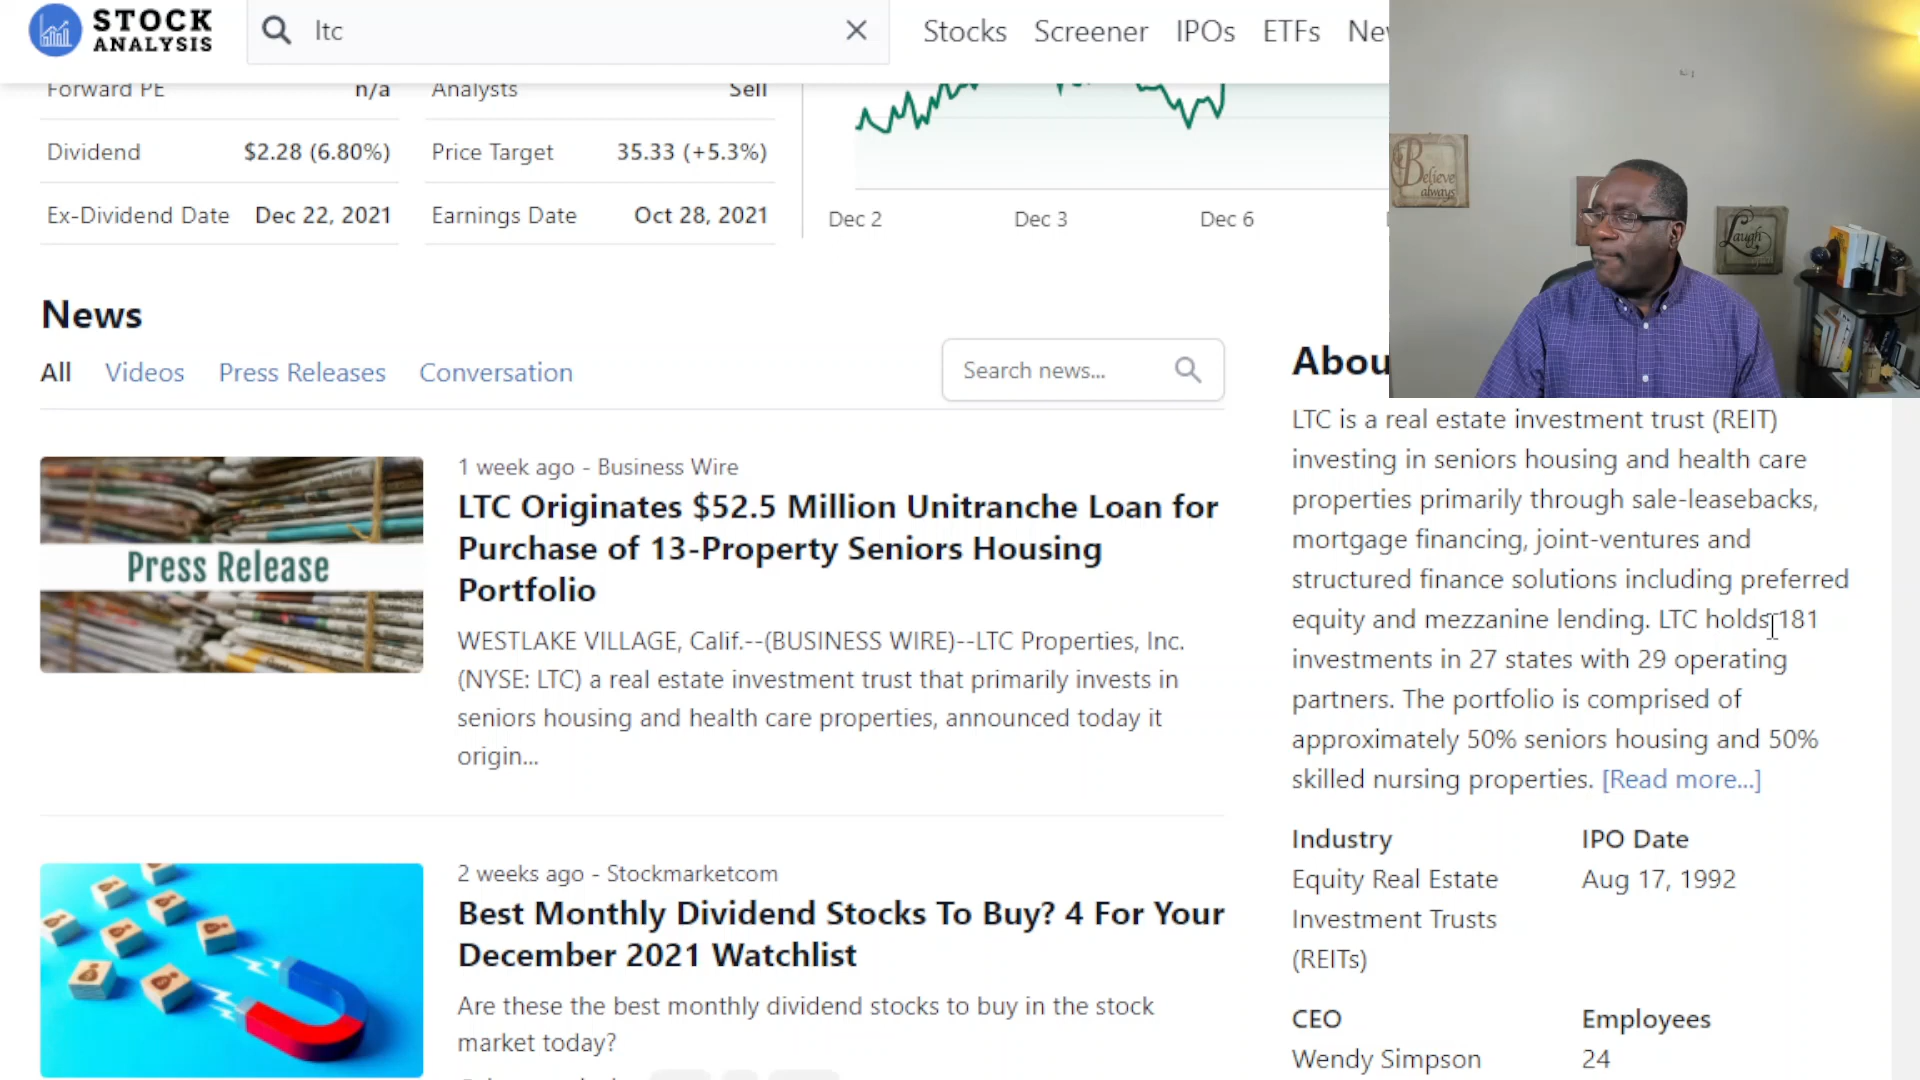 STOCK
ANALYSIS
ltc
Stocks Screener IPOs ETFs
Forward PE n/a Analysts Sell
Dividend $2.28 (6.80%) Price Target 35.33 (+5.3%)
Ex-Dividend Date Dec 22, 2021 Earnings Date Oct 28, 2021
Dec 2 Dec 3 Dec 6
Believe
always
Laugh
News
All Videos Press Releases Conversation
Search news...
Press Release
1 week ago - Business Wire
LTC Originates $52.5 Million Unitranche Loan for
Purchase of 13-Property Seniors Housing
Portfolio
WESTLAKE VILLAGE, Calif.--(BUSINESS WIRE)--LTC Properties, Inc.
(NYSE: LTC) a real estate investment trust that primarily invests in
seniors housing and health care properties, announced today it
origin...
2 weeks ago - Stockmarketcom
Best Monthly Dividend Stocks To Buy? 4 For Your
December 2021 Watchlist
Are these the best monthly dividend stocks to buy in the stock
market today?
Abou
LTC is a real estate investment trust (REIT)
investing in seniors housing and health care
properties primarily through sale-leasebacks,
mortgage financing, joint-ventures and
structured finance solutions including preferred
equity and mezzanine lending. LTC holds 181
investments in 27 states with 29 operating
partners. The portfolio is comprised of
approximately 50% seniors housing and 50%
skilled nursing properties. [Read more...]
Industry IPO Date
Equity Real Estate Aug 17, 1992
Investment Trusts
(REITs)
CEO Employees
Wendy Simpson 24